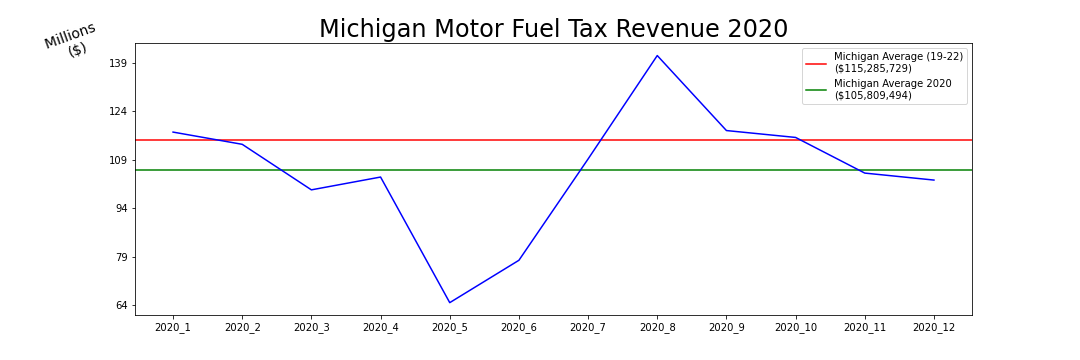 Michigan Motor Fuel Tax Revenue 2020
Millions
($)
Michigan Average (19-22)
($115,285,729)
Michigan Average 2020
($105,809,494)
139
124
109
94
79
64
2020_1 2020_2 2020_3 2020_4 2020_5 2020_6 2020_7 2020_8 2020_9 2020_10 2020_11 2020_12